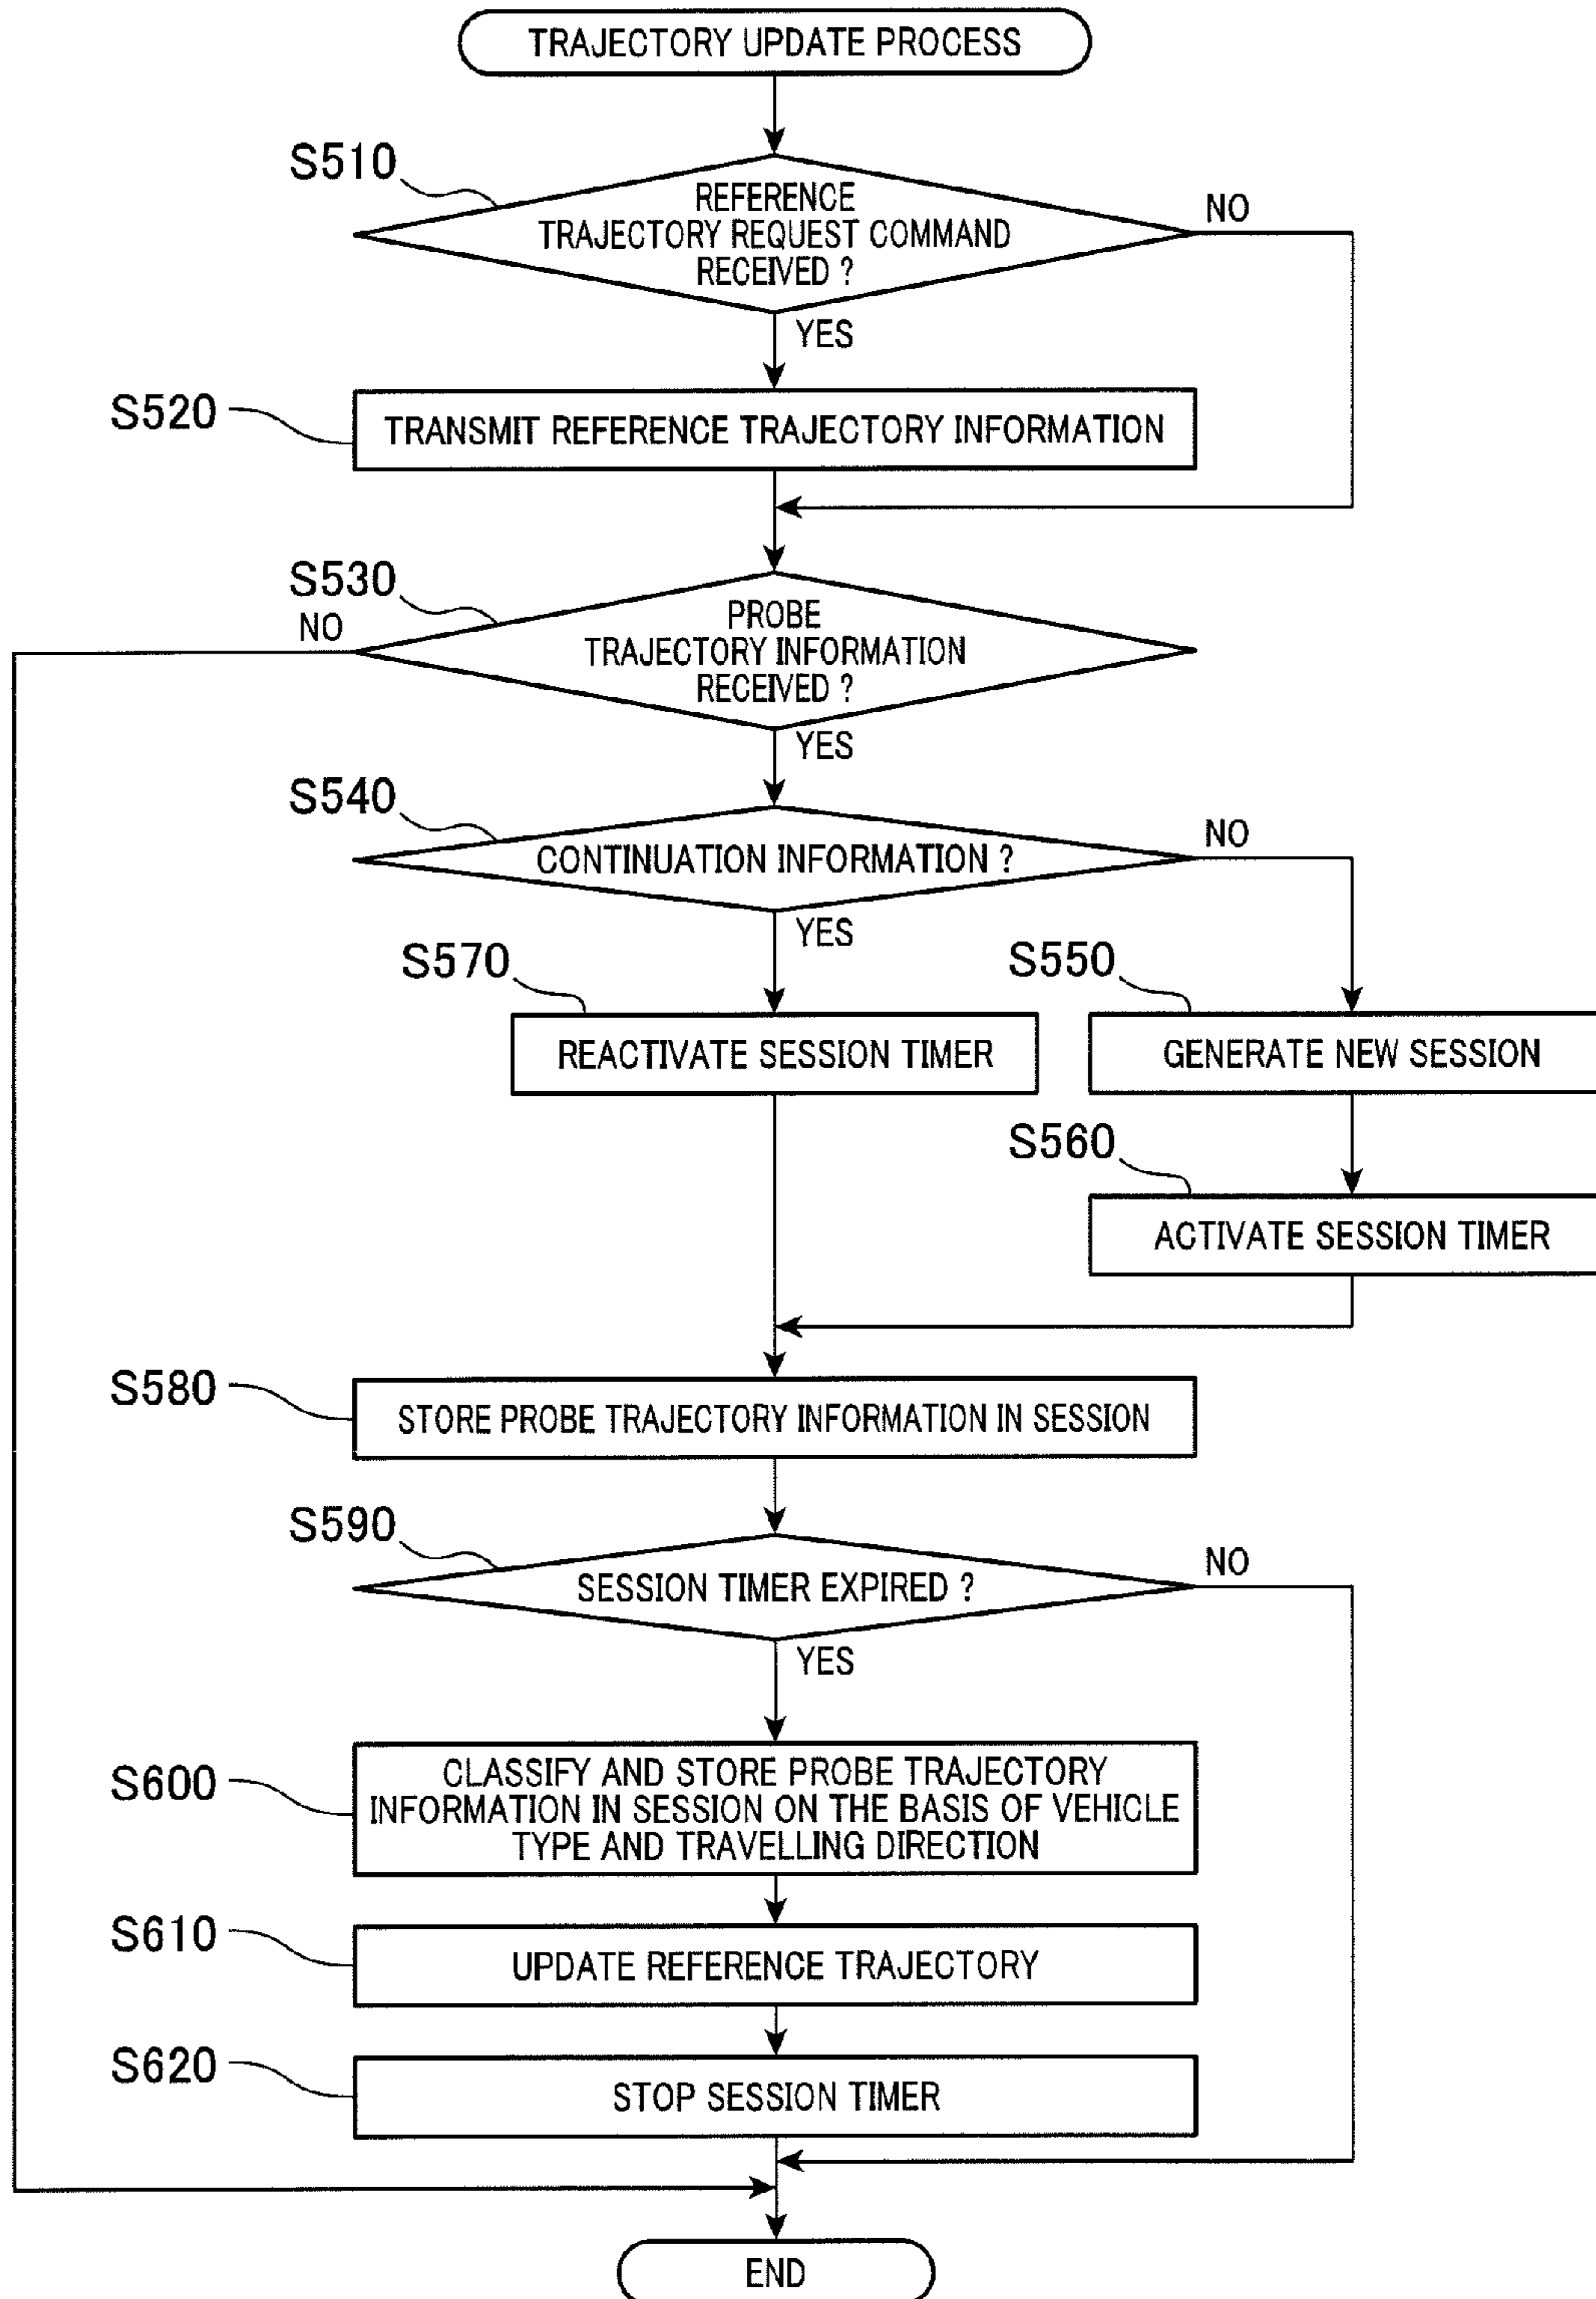 TRAJECTORY UPDATE PROCESS
S510
REFERENCE
TRAJECTORY REQUEST COMMAND
RECEIVED ?
NO
YES
S520
TRANSMIT REFERENCE TRAJECTORY INFORMATION
S530
NO
PROBE
TRAJECTORY INFORMATION
RECEIVED ?
YES
S540
CONTINUATION INFORMATION ?
NO
YES
S570
REACTIVATE SESSION TIMER
S550
GENERATE NEW SESSION
S560
ACTIVATE SESSION TIMER
S580
STORE PROBE TRAJECTORY INFORMATION IN SESSION
S590
SESSION TIMER EXPIRED ?
NO
YES
S600
CLASSIFY AND STORE PROBE TRAJECTORY
INFORMATION IN SESSION ON THE BASIS OF VEHICLE
TYPE AND TRAVELLING DIRECTION
S610
UPDATE REFERENCE TRAJECTORY
S620
STOP SESSION TIMER
END